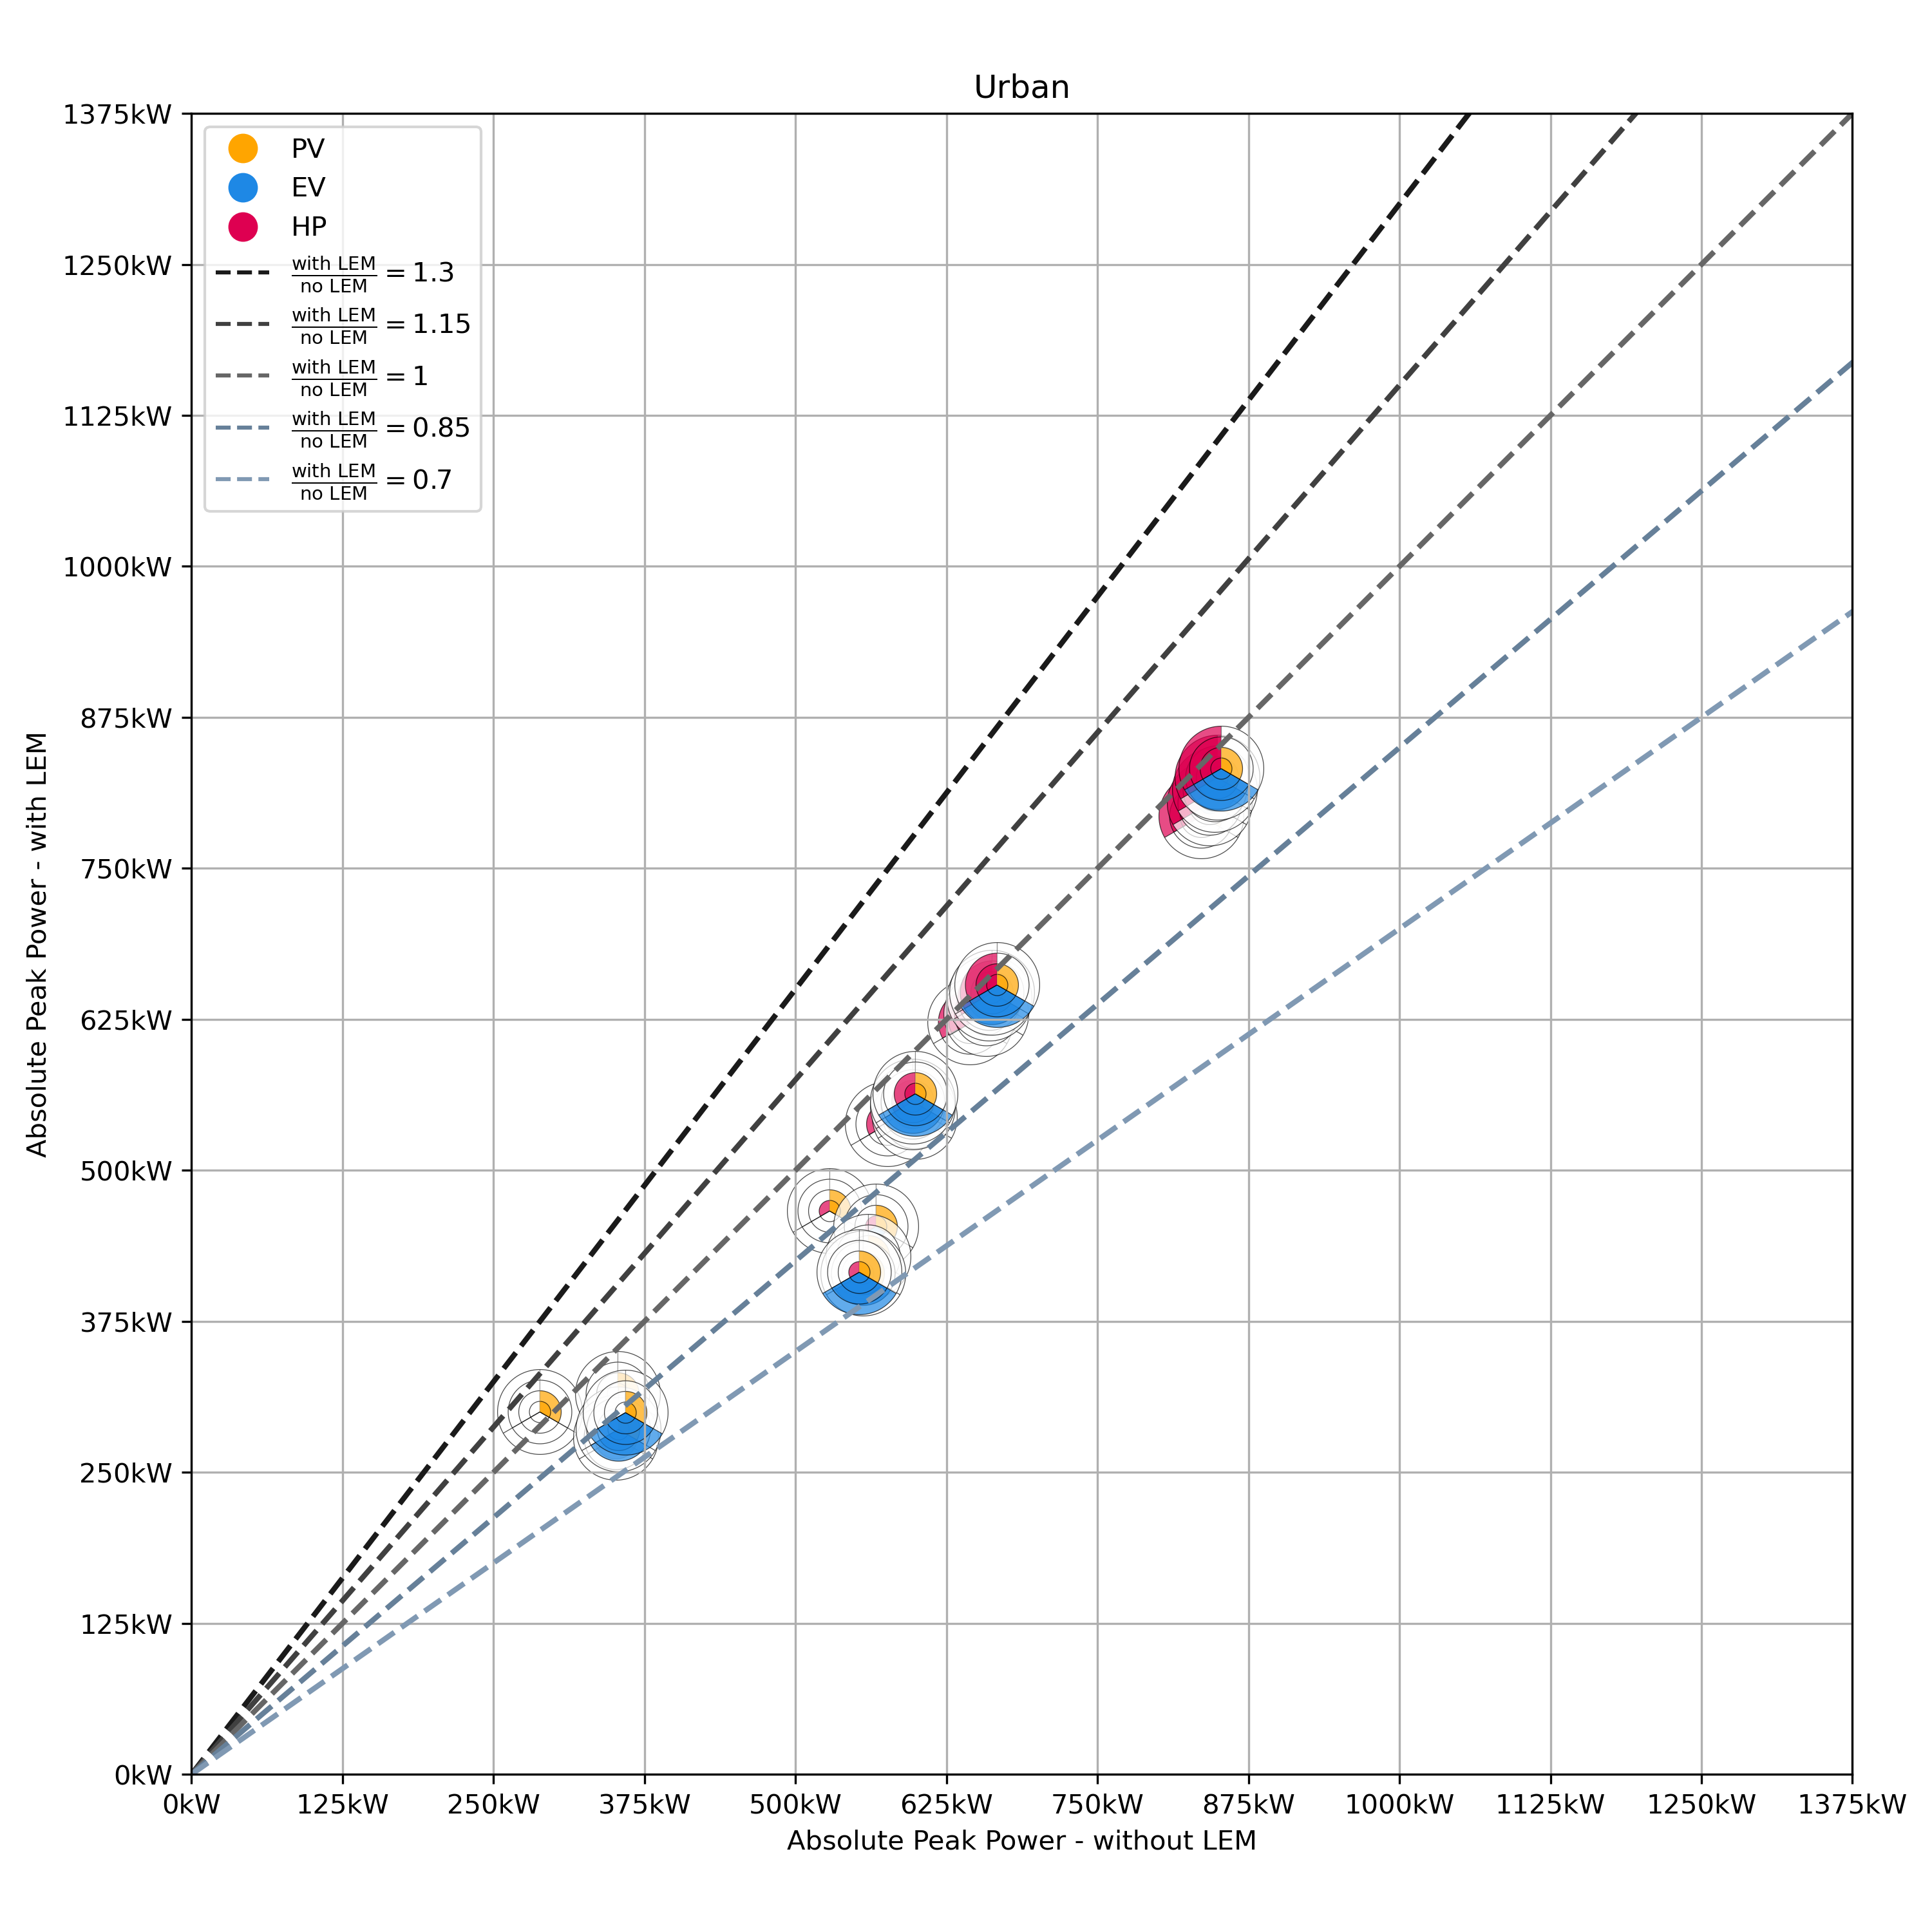 Urban
1375kW
1250kW
1125kW
1000kW
875kW
750kW
625kW
500kW
375kW
250kW
125kW
0kW
Absolute Peak Power - with LEM
PV
EV
HP
with LEM
no LEM = 1.3
with LEM
no LEM = 1.15
with LEM
no LEM = 1
with LEM
no LEM = 0.85
with LEM
no LEM = 0.7
0kW 125kW 250kW 375kW 500kW 625kW 750kW 875kW 1000kW 1125kW 1250kW 1375kW
Absolute Peak Power - without LEM